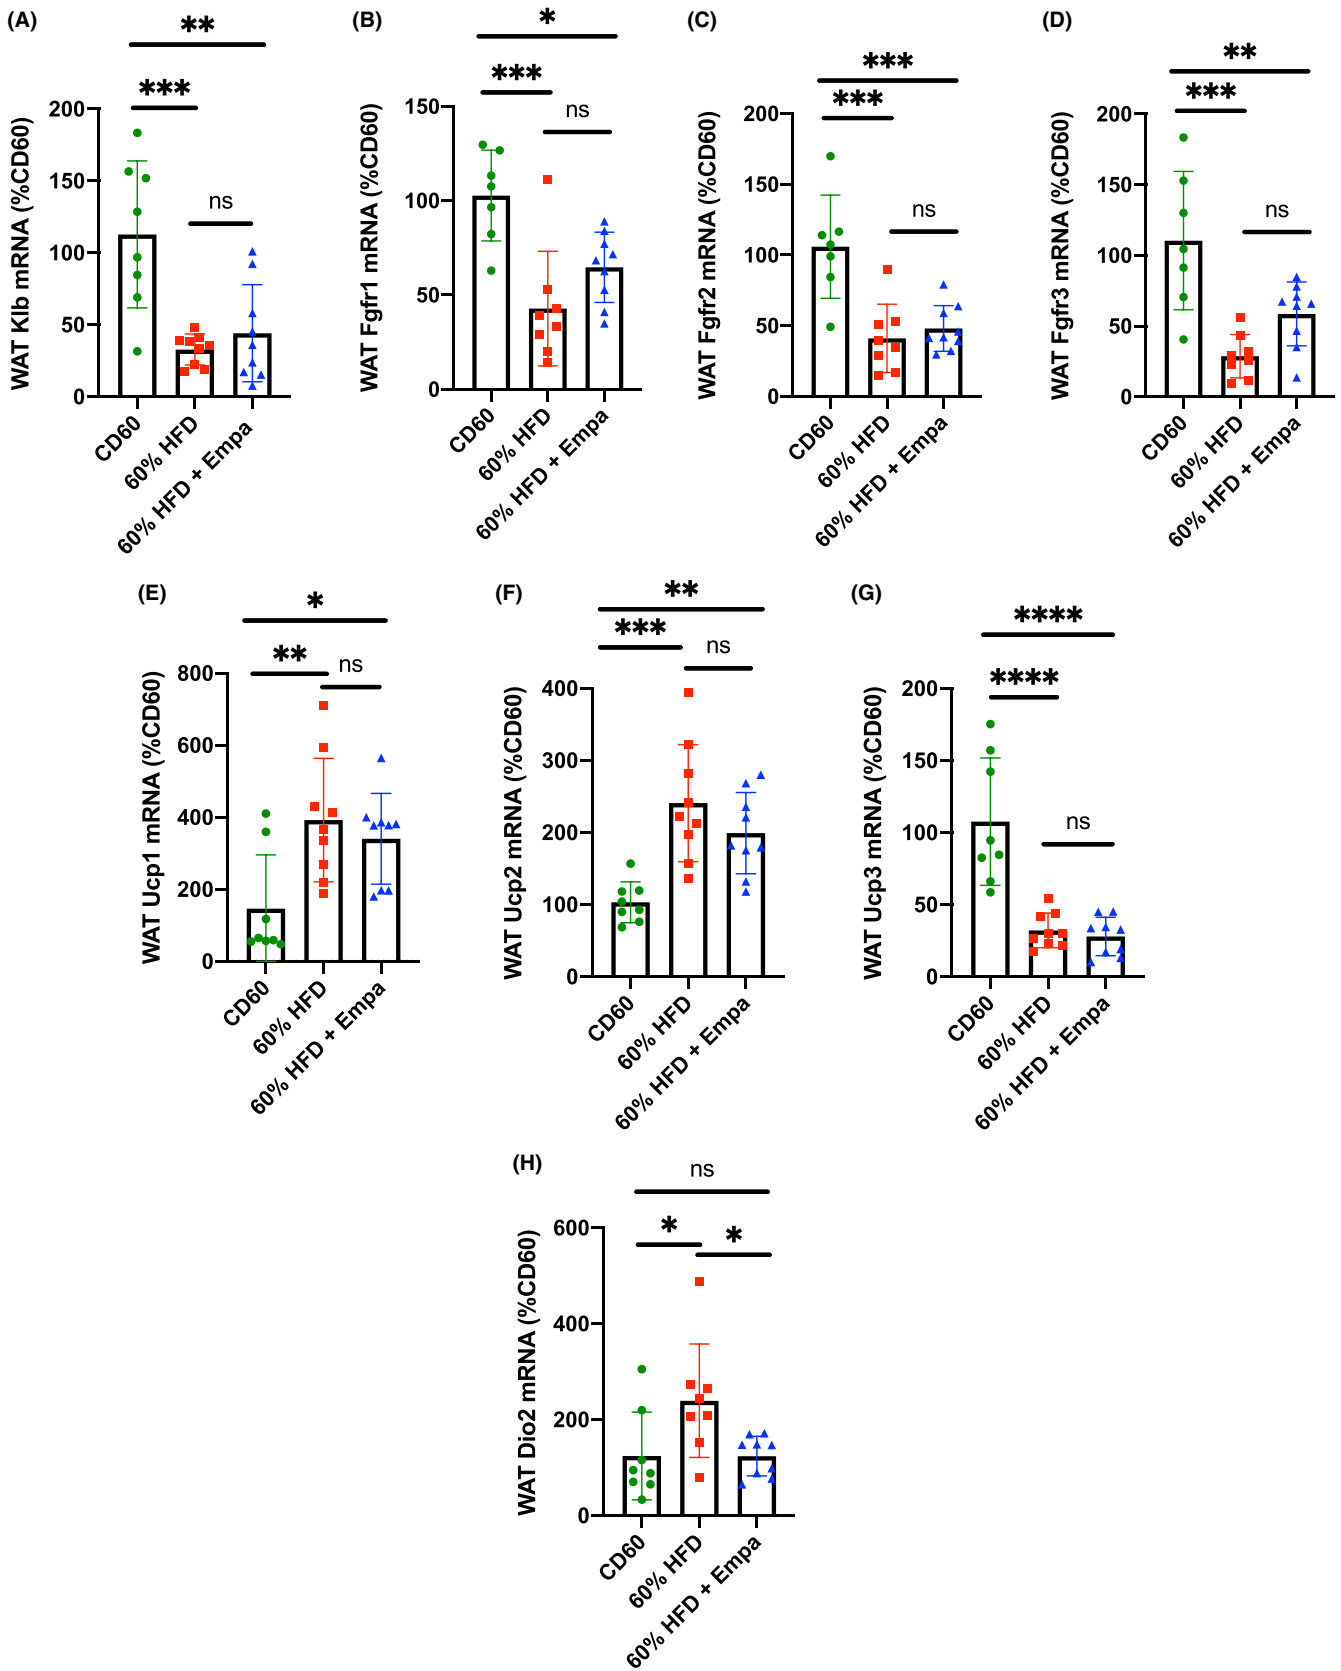 (A)
**
***
ns
WAT Klb mRNA (%CD60)
200
150
100
50
0
CD60
60% HFD
60% HFD + Empa
(B)
*
***
ns
WAT Fgfr1 mRNA (%CD60)
150
100
50
0
CD60
60% HFD
60% HFD + Empa
(C)
***
***
ns
WAT Fgfr2 mRNA (%CD60)
200
150
100
50
0
CD60
60% HFD
60% HFD + Empa
(D)
**
***
ns
WAT Fgfr3 mRNA (%CD60)
200
150
100
50
0
CD60
60% HFD
60% HFD + Empa
(E)
*
**
ns
WAT Ucp1 mRNA (%CD60)
800
600
400
200
0
CD60
60% HFD
60% HFD + Empa
(F)
**
***
ns
WAT Ucp2 mRNA (%CD60)
400
300
200
100
0
CD60
60% HFD
60% HFD + Empa
(G)
****
****
ns
WAT Ucp3 mRNA (%CD60)
200
150
100
50
0
CD60
60% HFD
60% HFD + Empa
(H)
ns
*
*
WAT Dio2 mRNA (%CD60)
600
400
200
0
CD60
60% HFD
60% HFD + Empa